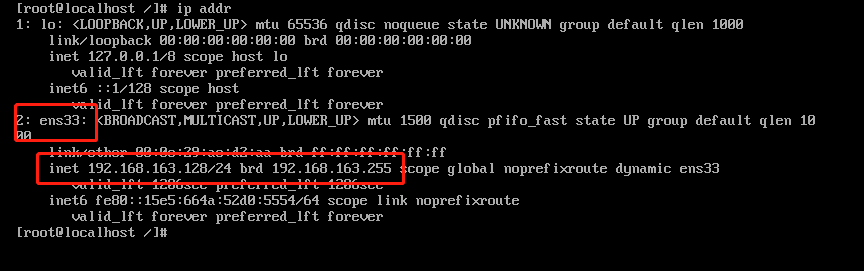 [root@localhost /]# ip addr
1: lo: <LOOPBACK,UP,LOWER_UP> mtu 65536 qdisc noqueue state UNKNOWN group default qlen 1000
link/loopback 00:00:00:00:00:00 brd 00:00:00:00:00:00
inet 127.0.0.1/8 scope host lo
valid_lft forever preferred_lft forever
inet6 ::1/128 scope host
valid_lft forever preferred_lft forever
2: ens33: <BROADCAST,MULTICAST,UP,LOWER_UP> mtu 1500 qdisc pfifo_fast state UP group default qlen 10
00
link/ether 00:0c:29:ae:d2:aa brd ff:ff:ff:ff:ff:ff
inet 192.168.163.128/24 brd 192.168.163.255 scope global noprefixroute dynamic ens33
valid_lft 1286sec preferred_lft 1286sec
inet6 fe80::15e5:664a:52d0:5554/64 scope link noprefixroute
valid_lft forever preferred_lft forever
[root@localhost /]#